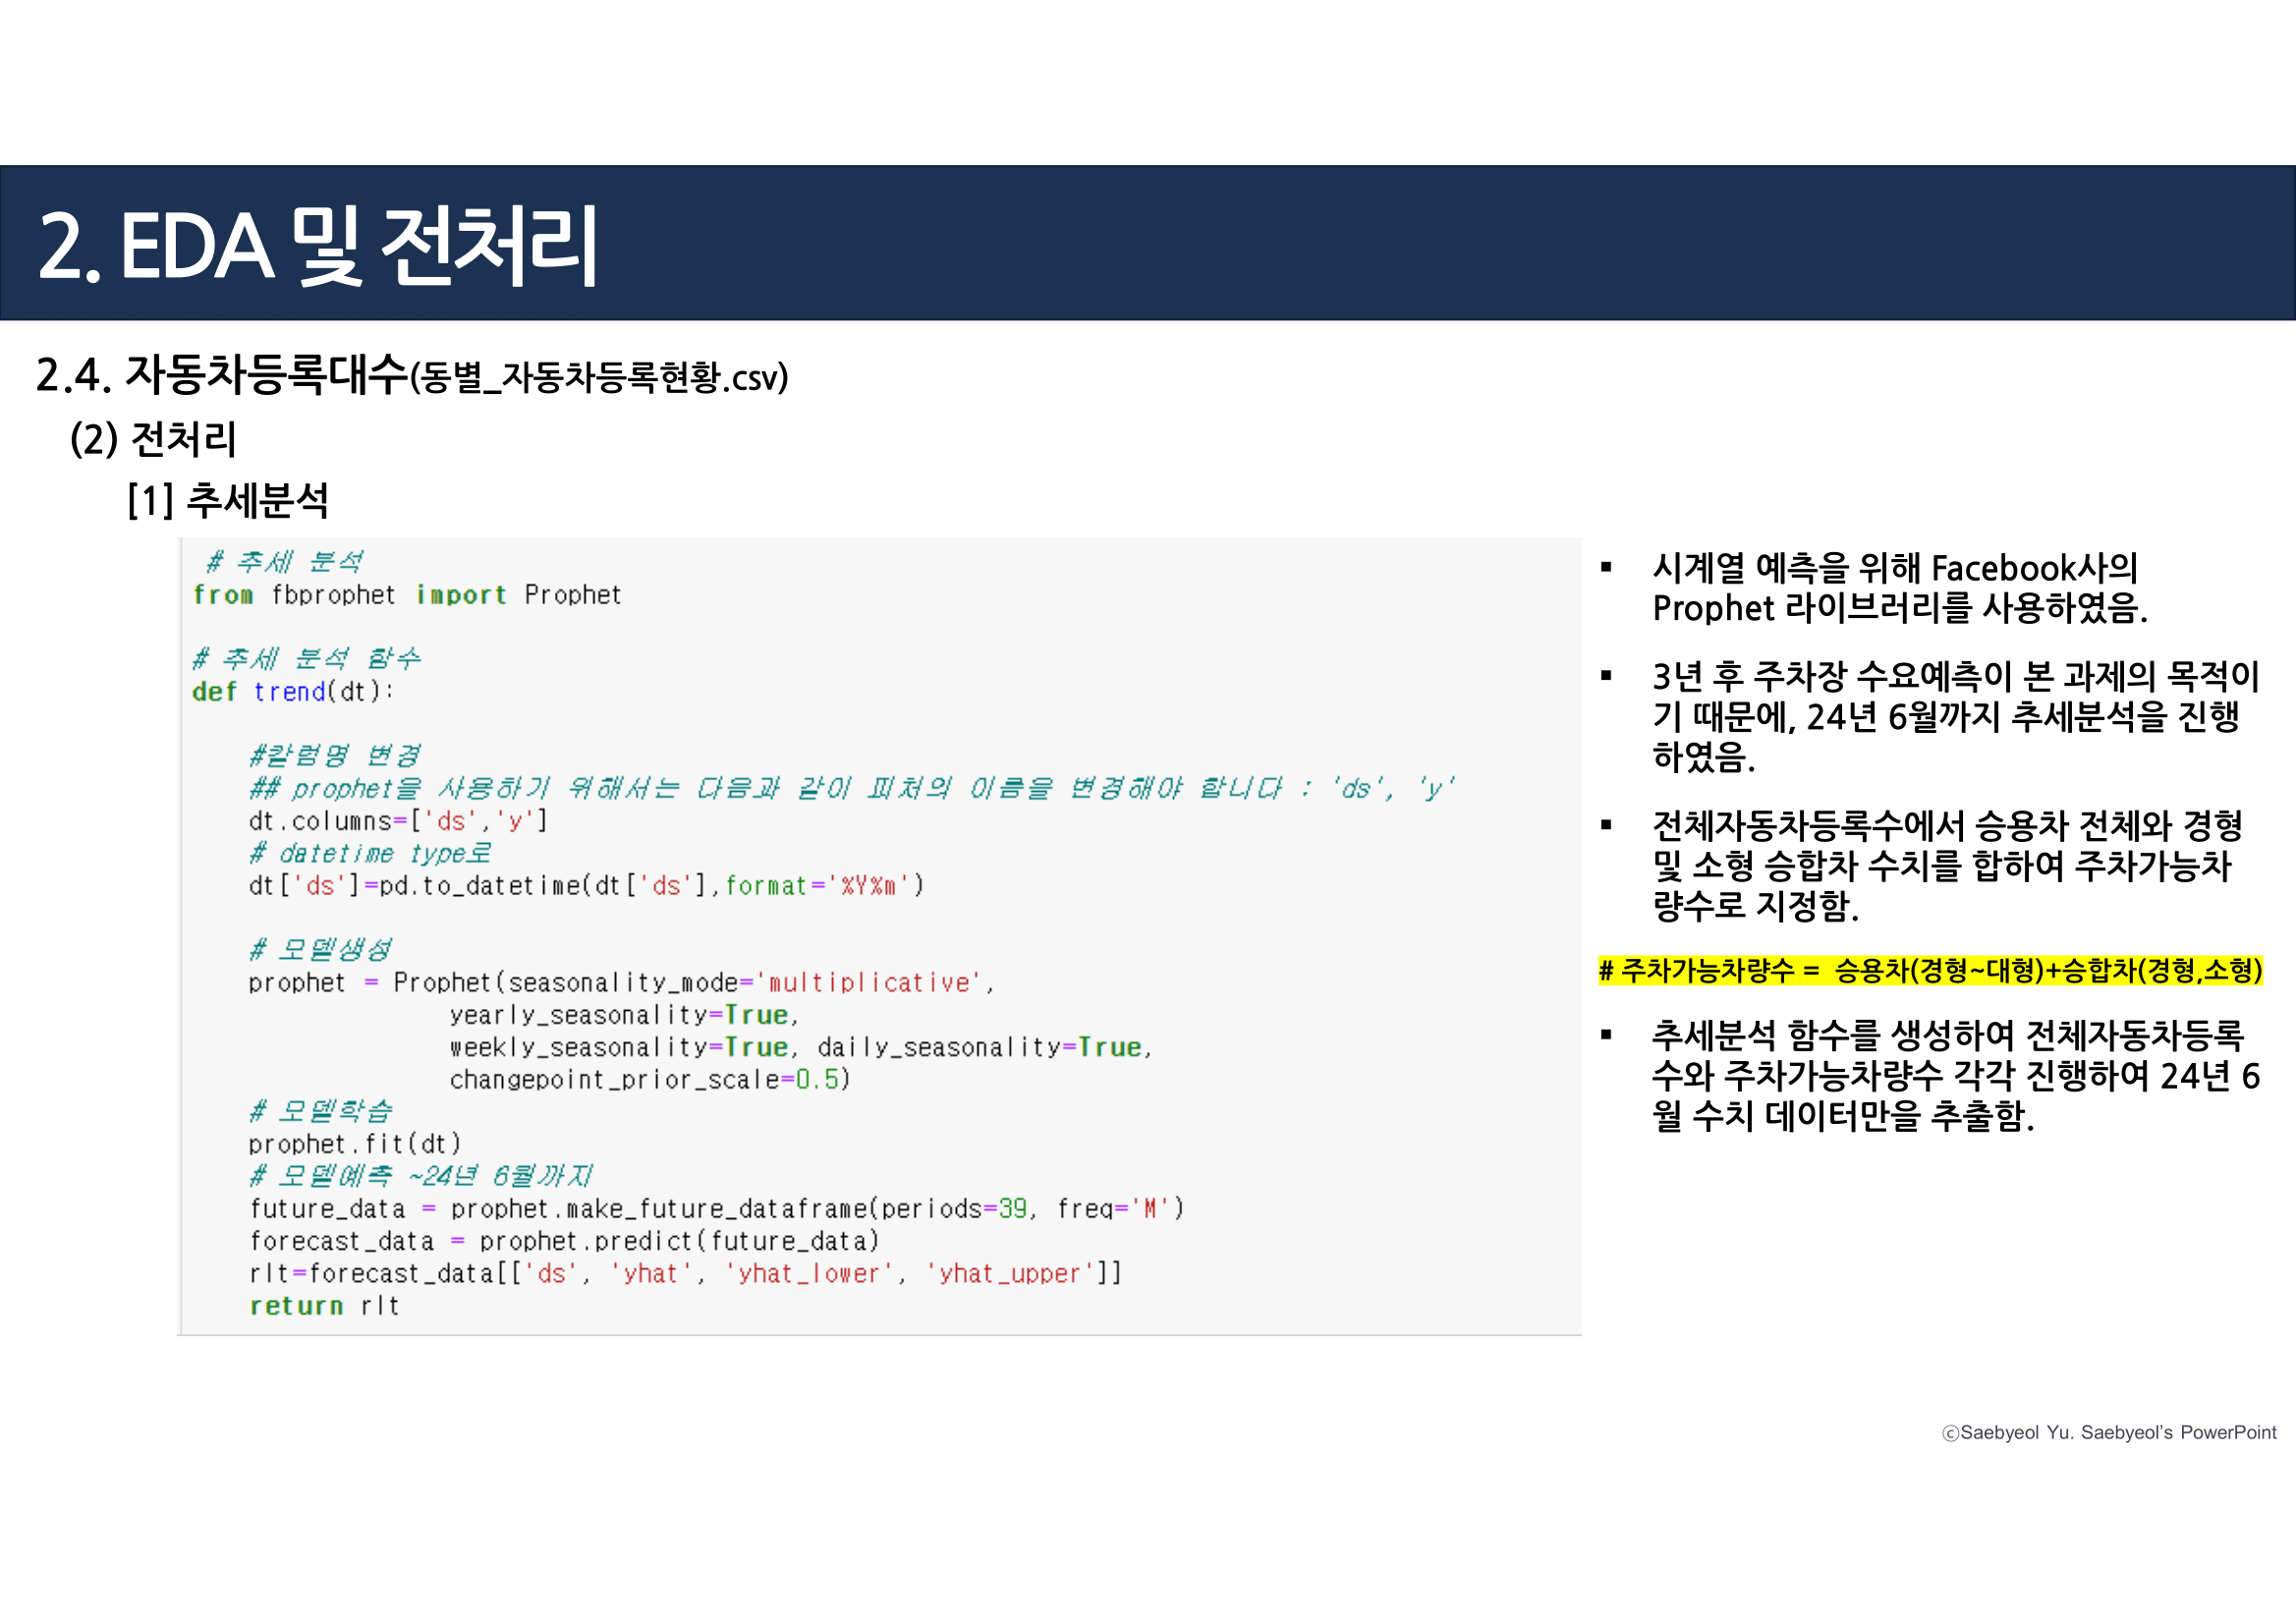 2. EDA 및 전처리
2.4. 자동차등록대수(동별_자동차등록현황.csv)
(2) 전처리
[1] 추세분석
# 추세 분석
from fbprophet import Prophet
# 추세 분석 함수
def trend(dt):
#칼럼명 변경
## prophet을 사용하기 위해서는 다음과 같이 피처의 이름을 변경해야 합니다 : 'ds', 'y'
dt.columns=['ds','y']
# datetime type로
dt['ds']=pd.to_datetime(dt['ds'],format='%Y%m')
# 모델생성
prophet = Prophet(seasonality_mode='multiplicative',
yearly_seasonality=True,
weekly_seasonality=True, daily_seasonality=True,
changepoint_prior_scale=0.5)
# 모델학습
prophet.fit(dt)
# 모델예측 ~24년 6월까지
future_data = prophet.make_future_dataframe(periods=39, freq='M')
forecast_data = prophet.predict(future_data)
rlt=forecast_data[['ds', 'yhat', 'yhat_lower', 'yhat_upper']]
return rlt
▪ 시계열 예측을 위해 Facebook사의
Prophet 라이브러리를 사용하였음.
▪ 3년 후 주차장 수요예측이 본 과제의 목적이
기 때문에, 24년 6월까지 추세분석을 진행
하였음.
▪ 전체자동차등록수에서 승용차 전체와 경형
및 소형 승합차 수치를 합하여 주차가능차
량수로 지정함.
# 주차가능차량수 = 승용차(경형~대형)+승합차(경형,소형)
▪ 추세분석 함수를 생성하여 전체자동차등록
수와 주차가능차량수 각각 진행하여 24년 6
월 수치 데이터만을 추출함.
ⓒSaebyeol Yu. Saebyeol's PowerPoint